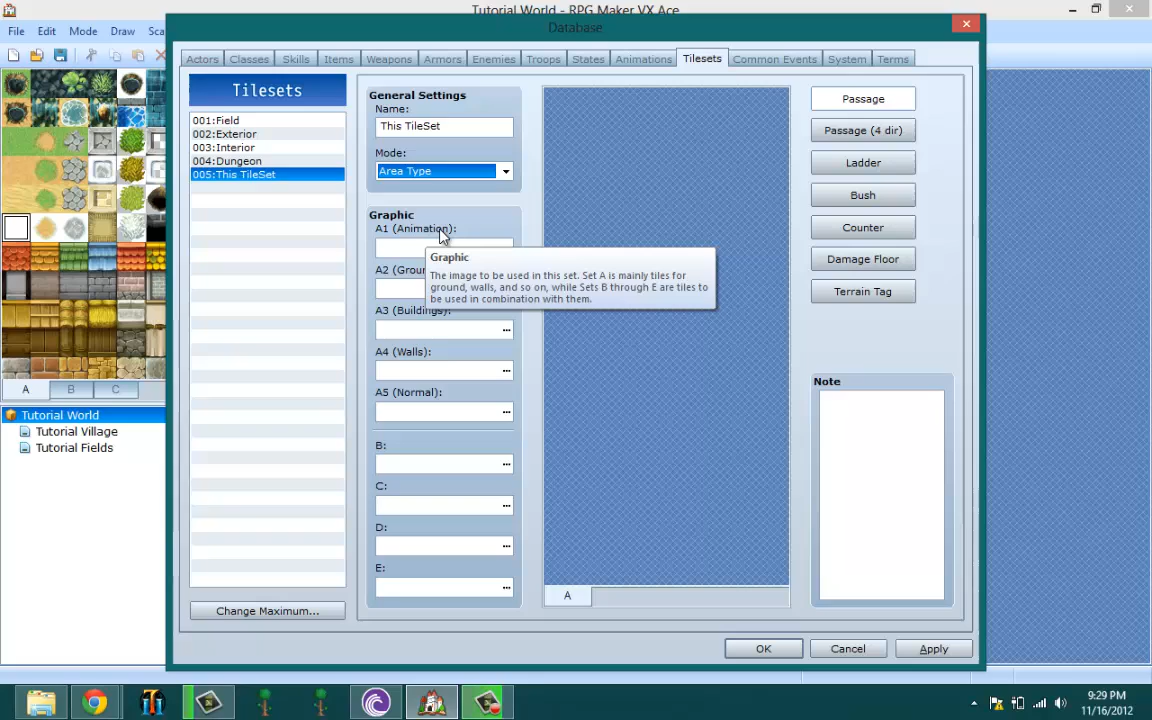 Tutorial World - RPG Maker VX Ace
File Edit Mode Draw Sca
Database
Actors Classes Skills Items Weapons Armors Enemies Troops States Animations Tilesets Common Events System Terms
Tilesets
001:Field
002:Exterior
003:Interior
004:Dungeon
005:This TileSet
Change Maximum...
General Settings
Name:
This TileSet
Mode:
Area Type
Graphic
A1 (Animation):
Graphic
The image to be used in this set. Set A is mainly tiles for
ground, walls, and so on, while Sets B through E are tiles to
be used in combination with them.
A2 (Groun
A3 (Buildings):
...
A4 (Walls):
...
A5 (Normal):
...
B:
...
C:
...
D:
...
E:
...
A
Passage
Passage (4 dir)
Ladder
Bush
Counter
Damage Floor
Terrain Tag
Note
OK Cancel Apply
A B C
Tutorial World
Tutorial Village
Tutorial Fields
9:29 PM
11/16/2012